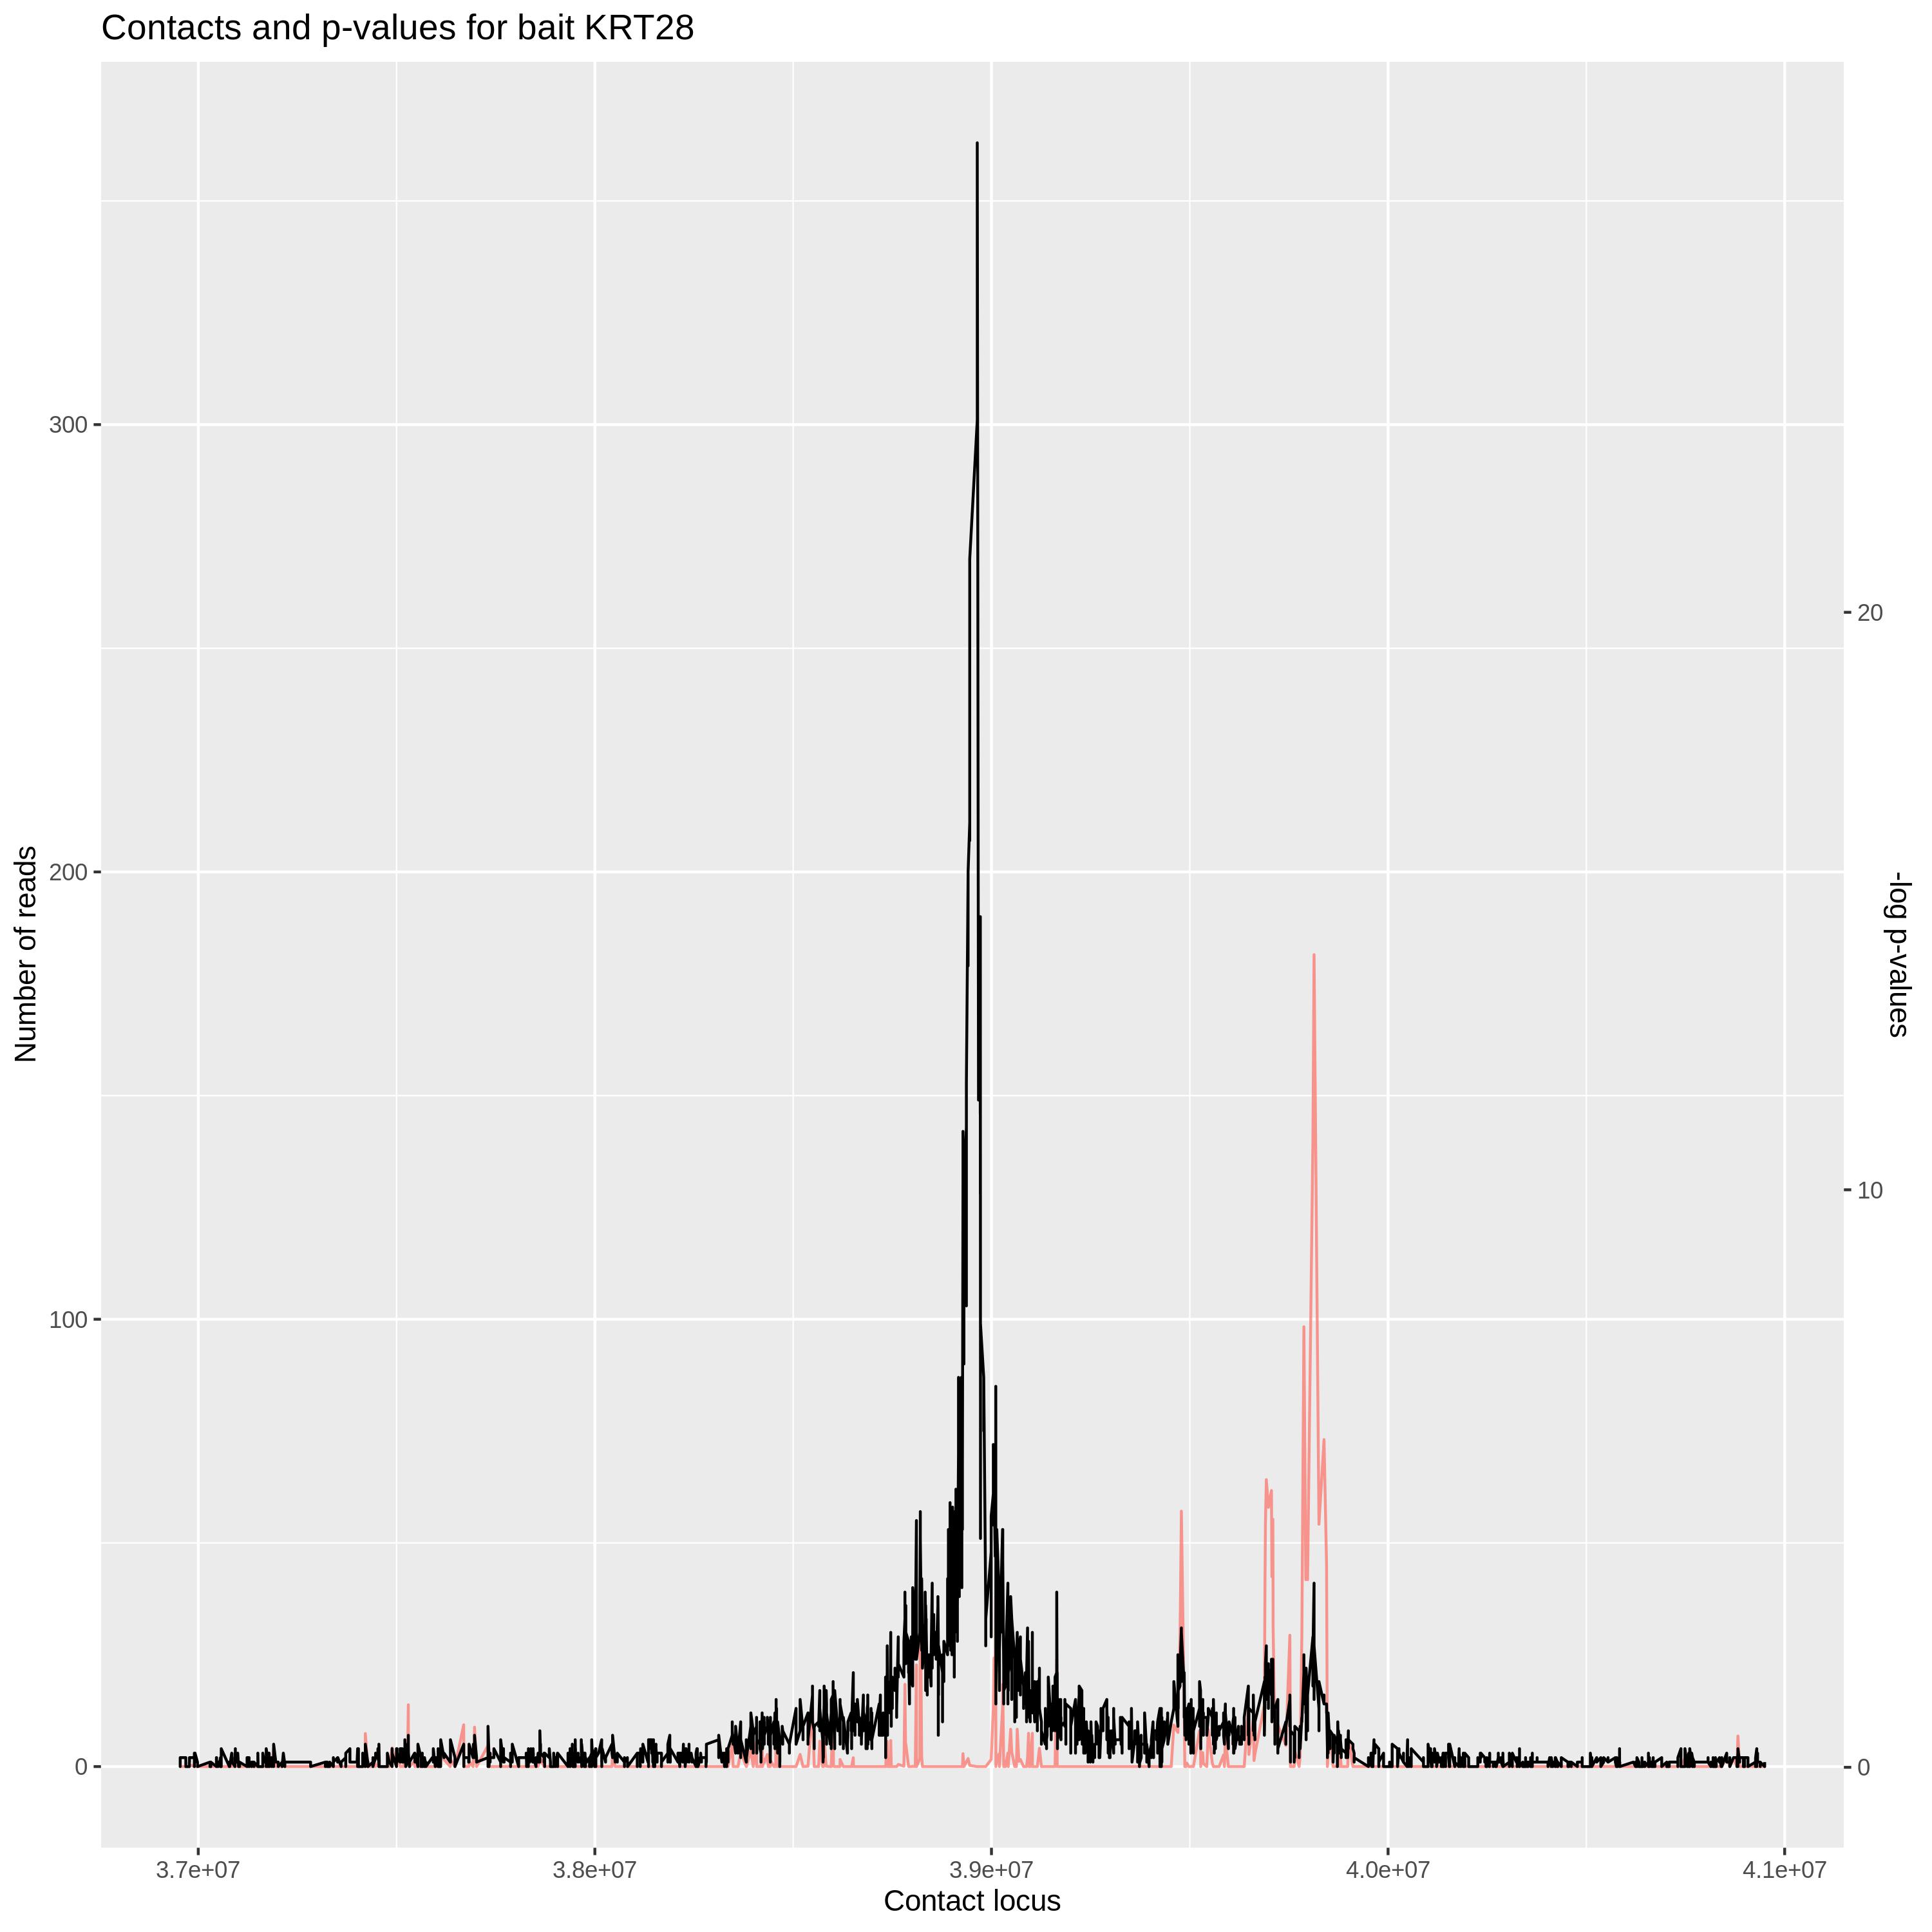 Contacts and p-values for bait KRT28
300
200
100
0
Number of reads
20
10
0
-log p-values
3.7e+07 3.8e+07 3.9e+07 4.0e+07 4.1e+07
Contact locus